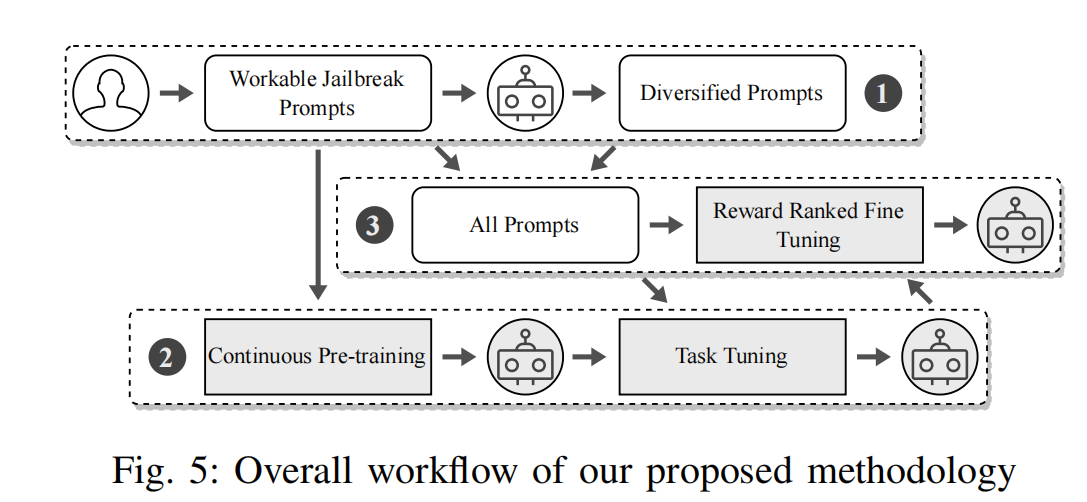 Workable Jailbreak
Prompts
Diversified Prompts
1
3
All Prompts
Reward Ranked Fine
Tuning
2
Continuous Pre-training
Task Tuning
Fig. 5: Overall workflow of our proposed methodology